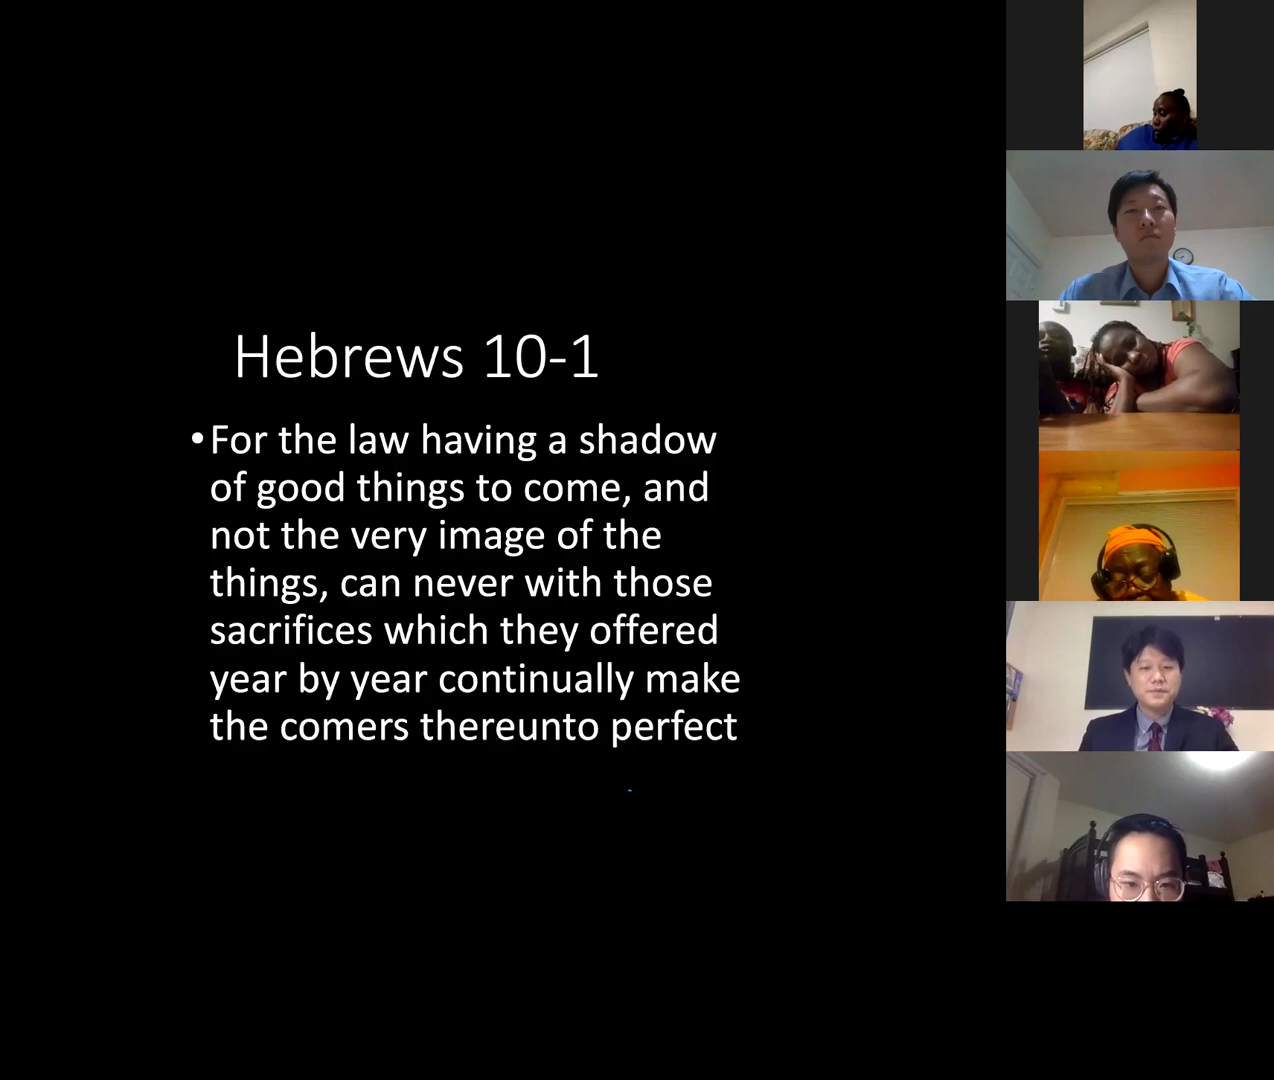 Hebrews 10-1
•For the law having a shadow
of good things to come, and
not the very image of the
things, can never with those
sacrifices which they offered
year by year continually make
the comers thereunto perfect